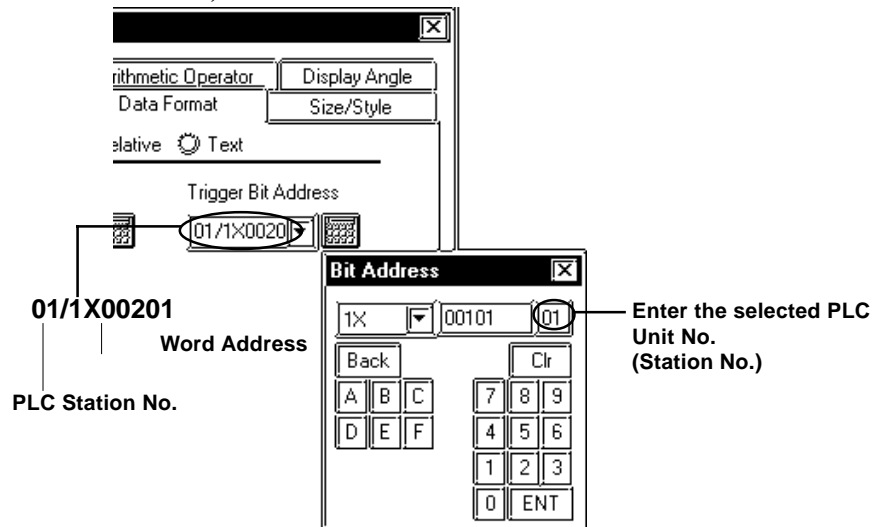 rithmetic Operator Display Angle
Data Format Size/Style
elative Text
Trigger Bit Address
01/1X0020
Bit Address
01/1X00201
1X 00101 01
Enter the selected PLC
Unit No.
(Station No.)
Word Address
Back Clr
A B C 7 8 9
PLC Station No.
D E F 4 5 6
1 2 3
0 ENT